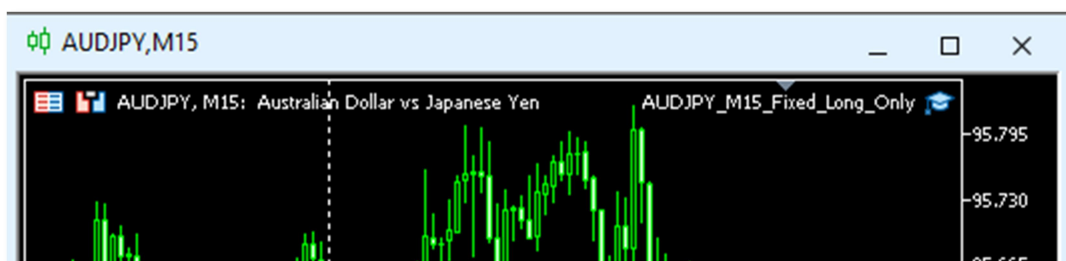 AUDJPY,M15
AUDJPY, M15: Australian Dollar vs Japanese Yen AUDJPY_M15_Fixed_Long_Only
95.795
95.730